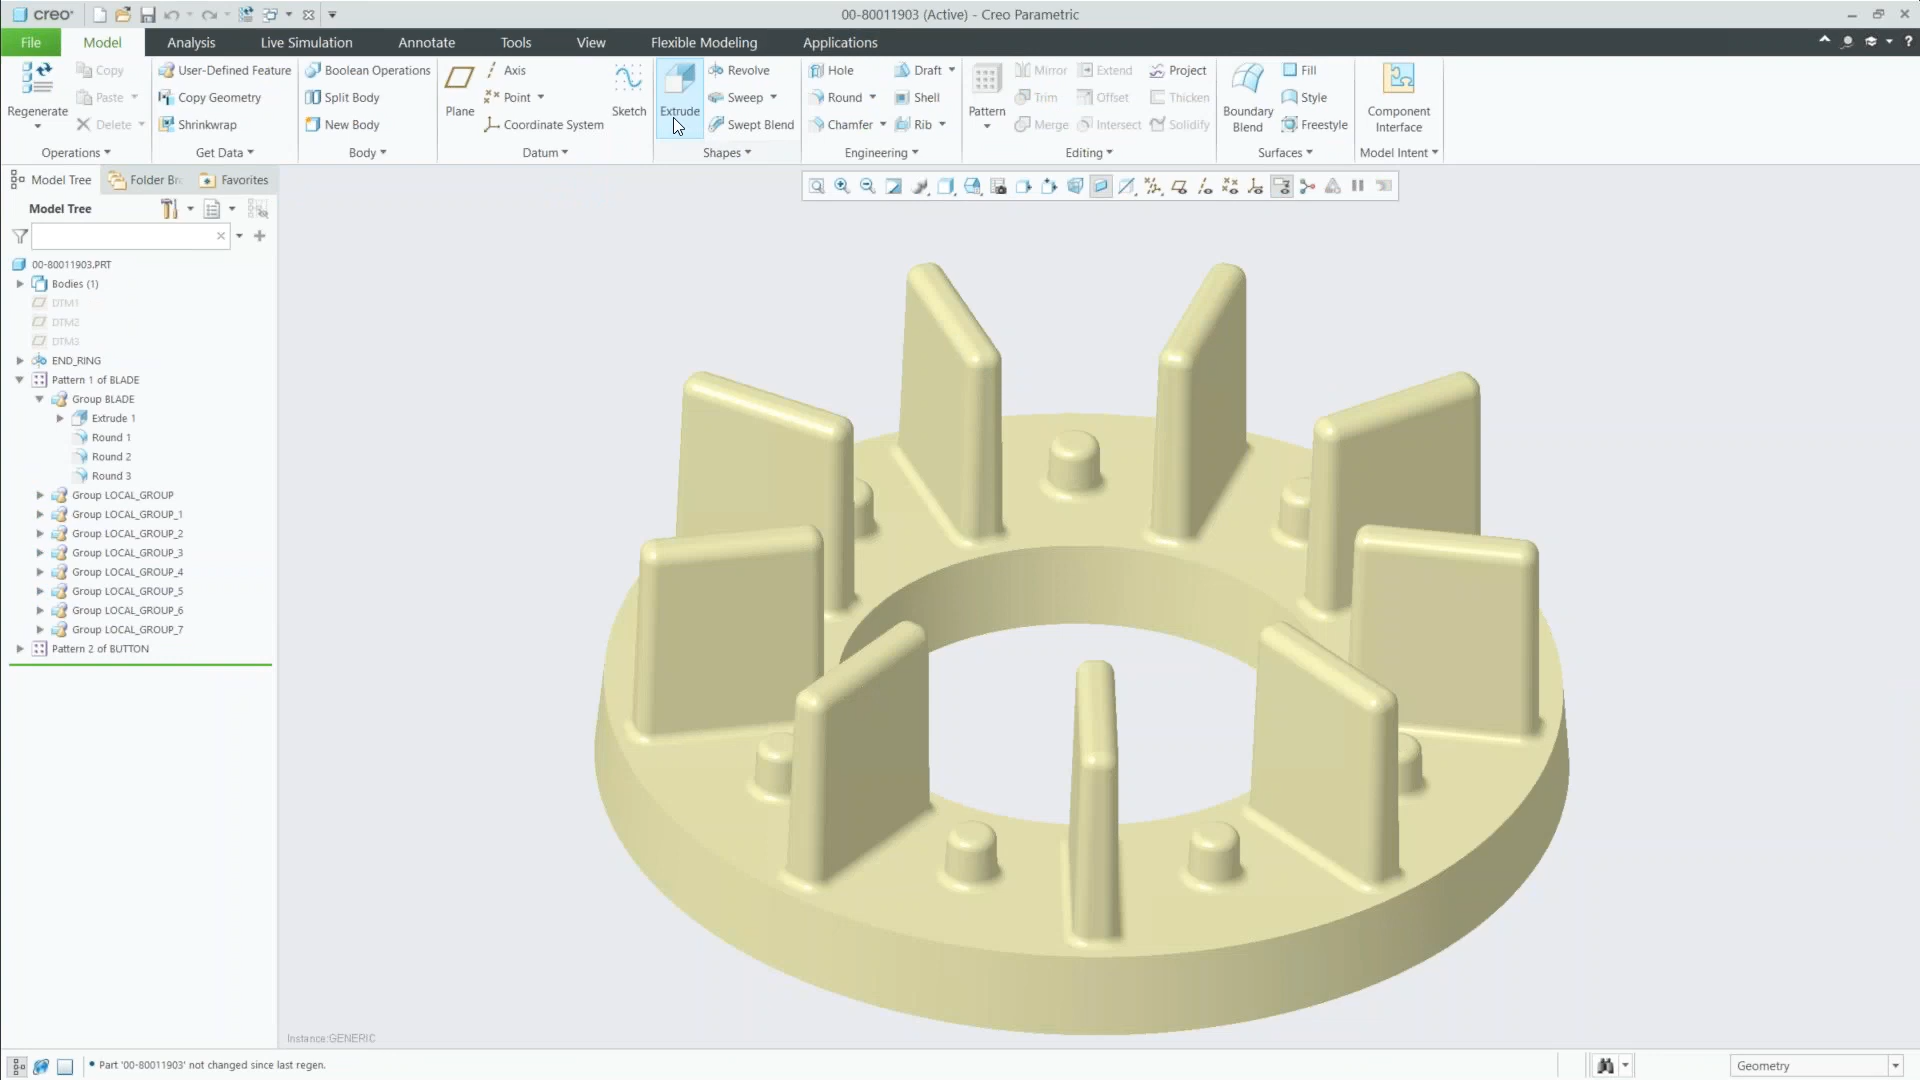 creo
00-80011903 (Active) - Creo Parametric
File Model Analysis Live Simulation Annotate Tools View Flexible Modeling Applications
Regenerate
Copy
Paste
Delete
Operations
User-Defined Feature
Copy Geometry
Shrinkwrap
Get Data
Boolean Operations
Split Body
New Body
Body
Plane
Axis
Point
Coordinate System
Sketch
Datum
Extrude
Revolve
Sweep
Swept Blend
Shapes
Hole
Round
Chamfer
Draft
Shell
Rib
Engineering
Pattern
Mirror
Trim
Merge
Extend
Offset
Intersect
Project
Thicken
Solidify
Editing
Boundary
Blend
Fill
Style
Freestyle
Surfaces
Component
Interface
Model Intent
Model Tree
Folder Br
Favorites
Model Tree
00-80011903.PRT
Bodies (1)
DTM1
DTM2
DTM3
END_RING
Pattern 1 of BLADE
Group BLADE
Extrude 1
Round 1
Round 2
Round 3
Group LOCAL_GROUP
Group LOCAL_GROUP_1
Group LOCAL_GROUP_2
Group LOCAL_GROUP_3
Group LOCAL_GROUP_4
Group LOCAL_GROUP_5
Group LOCAL_GROUP_6
Group LOCAL_GROUP_7
Pattern 2 of BUTTON
Instance:GENERIC
Part '00-80011903' not changed since last regen.
Geometry